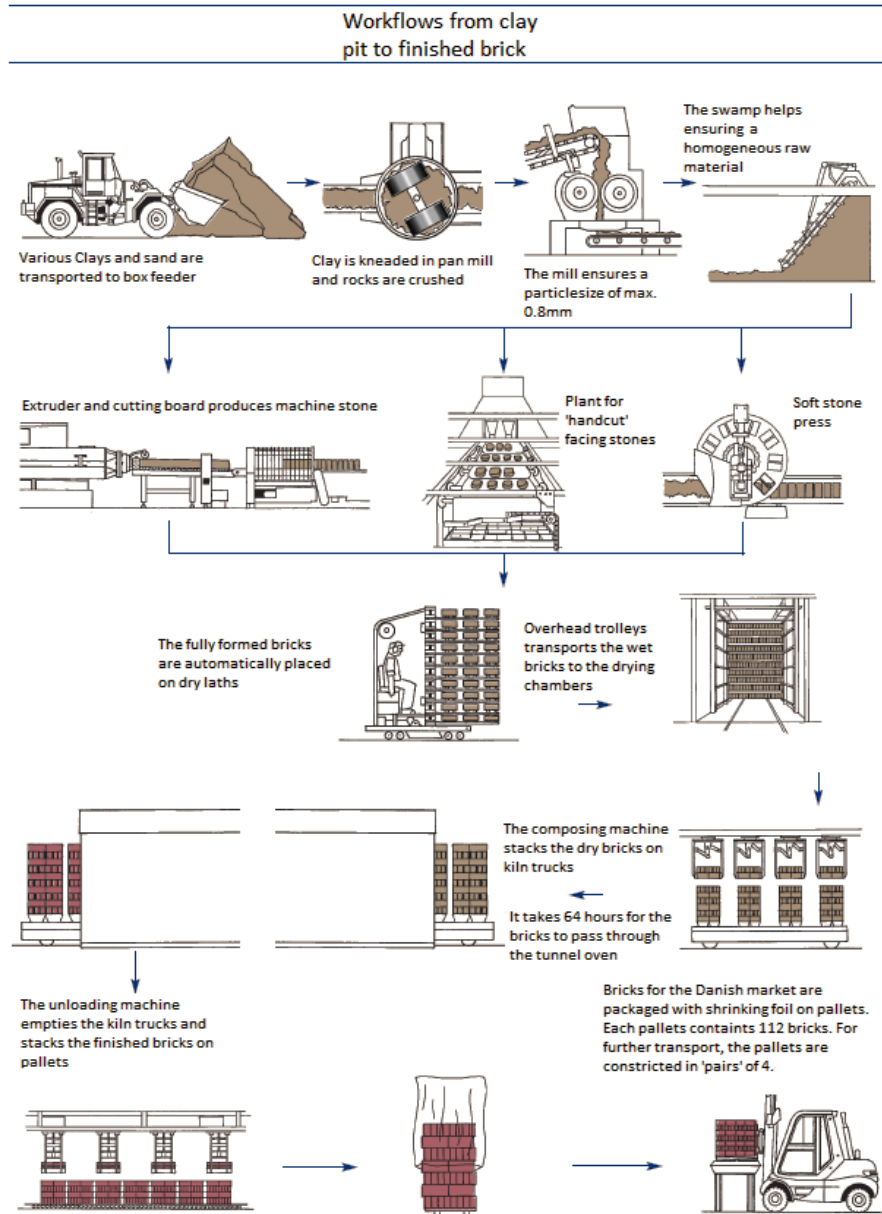 Workflows from clay
pit to finished brick
The swamp helps
ensuring a
homogeneous raw
material
Various Clays and sand are
transported to box feeder
Clay is kneaded in pan mill
and rocks are crushed
The mill ensures a
particlesize of max.
0.8mm
Extruder and cutting board produces machine stone
Plant for
'handcut'
facing stones
Soft stone
press
The fully formed bricks
are automatically placed
on dry laths
Overhead trolleys
transports the wet
bricks to the drying
chambers
The composing machine
stacks the dry bricks on
kiln trucks
It takes 64 hours for the
bricks to pass through
the tunnel oven
The unloading machine
empties the kiln trucks and
stacks the finished bricks on
pallets
Bricks for the Danish market are
packaged with shrinking foil on pallets.
Each pallets containts 112 bricks. For
further transport, the pallets are
constricted in 'pairs' of 4.